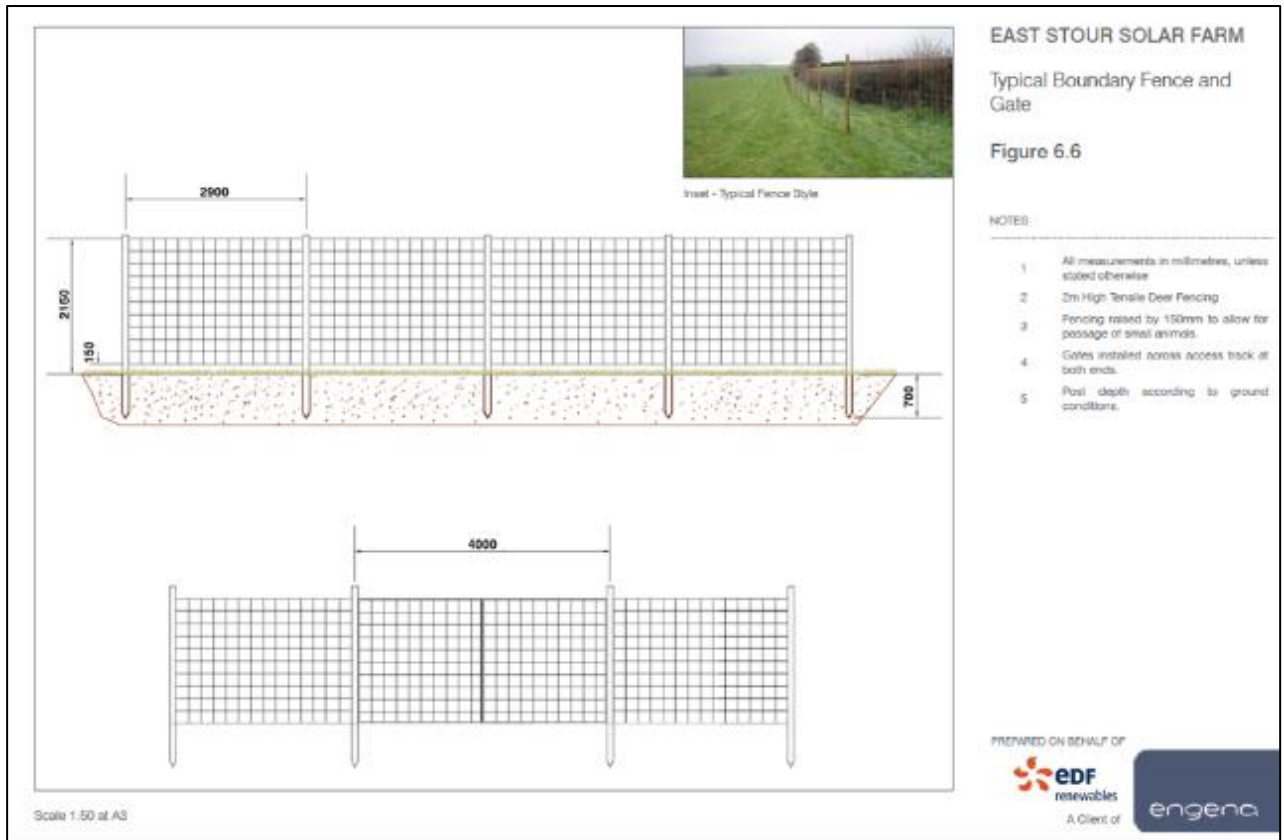 EAST STOUR SOLAR FARM
Typical Boundary Fence and
Gate
Figure 6.6
Inset - Typical Fence Style
2900
2150
150
700
4000
NOTES
1 All measurements in millimetres, unless
stated otherwise
2 2m High Tensile Deer Fencing
3 Fencing raised by 150mm to allow for
passage of small animals.
4 Gates installed across access track at
both ends.
5 Post depth according to ground
conditions.
PREPARED ON BEHALF OF
eDF
renewables
A Client of
engena
Scale 1:50 at A3